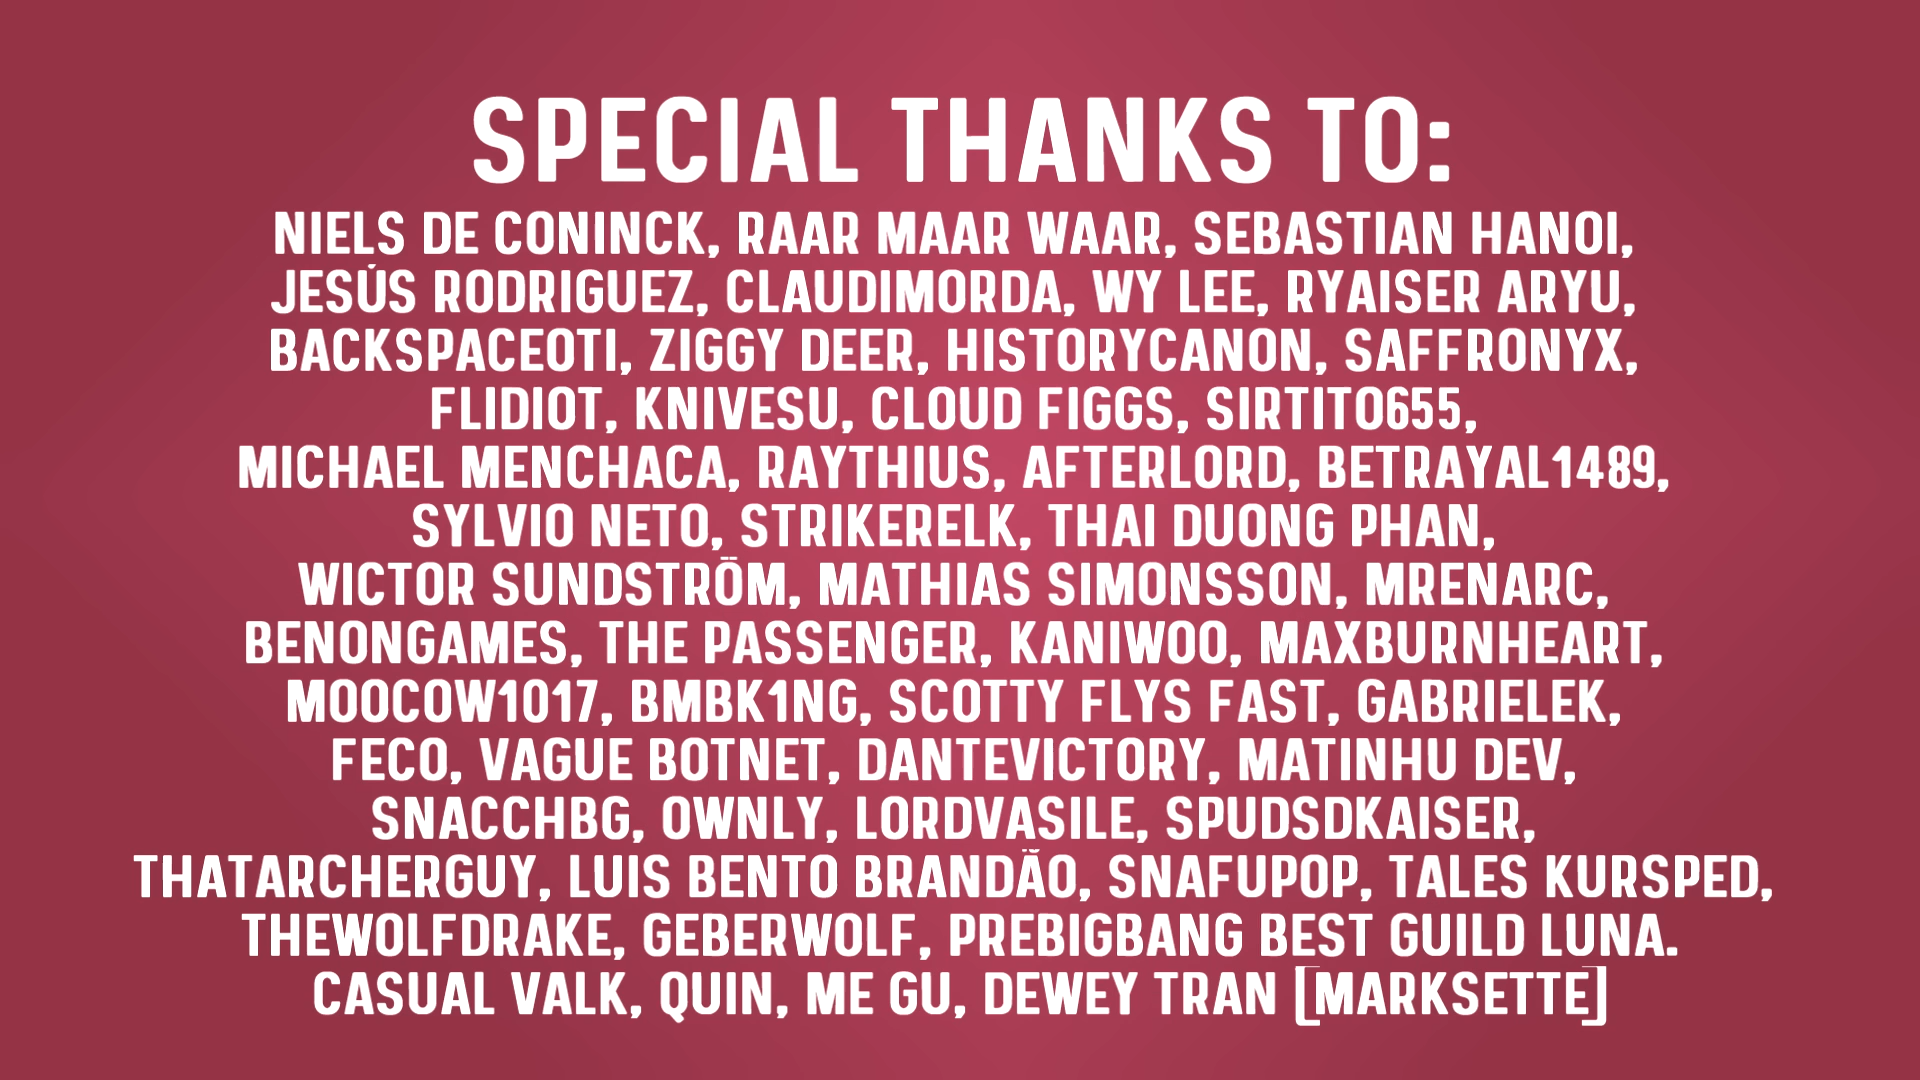 SPECIAL THANKS TO:
NIELS DE CONINCK, RAAR MAAR WAAR, SEBASTIAN HANOI,
JESÚS RODRIGUEZ, CLAUDIMORDA, WY LEE, RYAISER ARYU,
BACKSPACEOTI, ZIGGY DEER, HISTORYCANON, SAFFRONYX,
FLIDIOT, KNIVESU, CLOUD FIGGS, SIRTITO655,
MICHAEL MENCHACA, RAYTHIUS, AFTERLORD, BETRAYAL1489,
SYLVIO NETO, STRIKERELK, THAI DUONG PHAN,
WICTOR SUNDSTRÖM, MATHIAS SIMONSSON, MRENARC,
BENONGAMES, THE PASSENGER, KANIWOO, MAXBURNHEART,
MOOCOW1017, BMBK1NG, SCOTTY FLYS FAST, GABRIELEK,
FECO, VAGUE BOTNET, DANTEVICTORY, MATINHU DEV,
SNACCHBG, OWNLY, LORDVASILE, SPUDSDKAISER,
THATARCHERGUY, LUIS BENTO BRANDÃO, SNAFUPOP, TALES KURSPED,
THEWOLFDRAKE, GEBERWOLF, PREBIGBANG BEST GUILD LUNA.
CASUAL VALK, QUIN, ME GU, DEWEY TRAN [MARKSETTE]